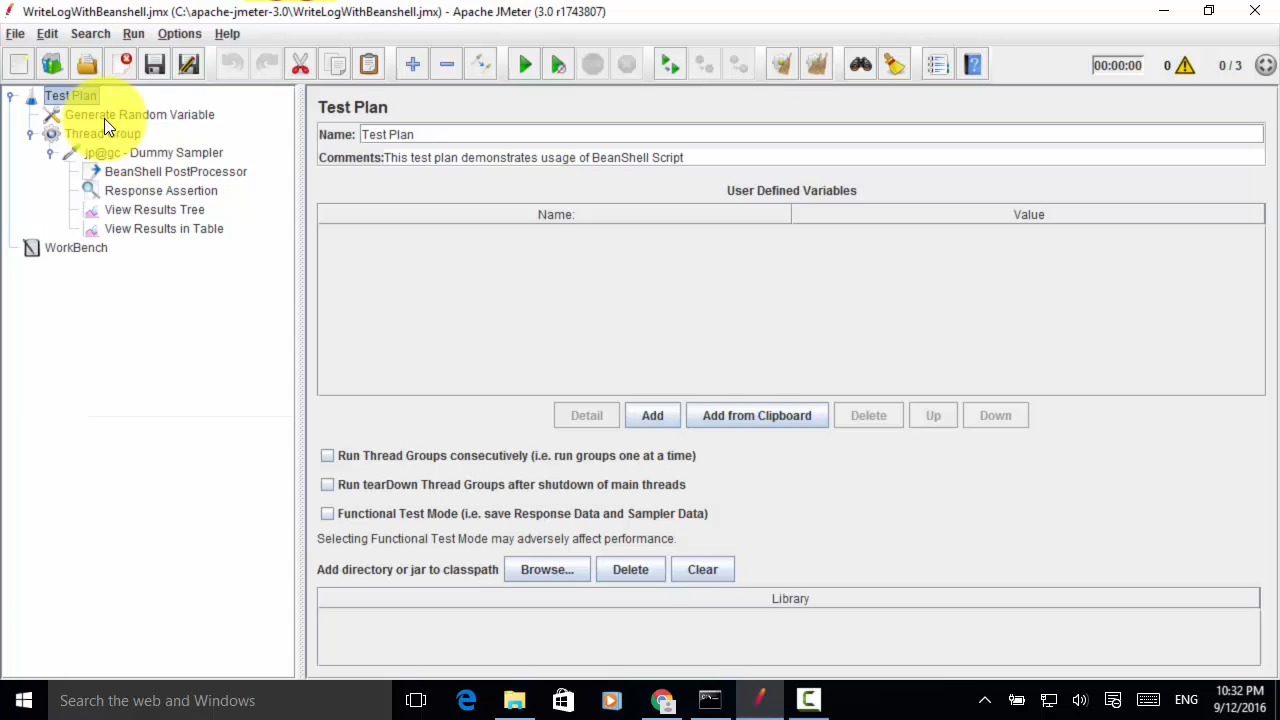 WriteLogWithBeanshell.jmx (C:\apache-jmeter-3.0\WriteLogWithBeanshell.jmx) - Apache JMeter (3.0 r1743807)
File Edit Search Run Options Help
00:00:00 0 0 / 3
Test Plan
Generate Random Variable
Thread Group
jp@gc - Dummy Sampler
BeanShell PostProcessor
Response Assertion
View Results Tree
View Results in Table
WorkBench
Test Plan
Name: Test Plan
Comments: This test plan demonstrates usage of BeanShell Script
User Defined Variables
Name: Value
Detail Add Add from Clipboard Delete Up Down
Run Thread Groups consecutively (i.e. run groups one at a time)
Run tearDown Thread Groups after shutdown of main threads
Functional Test Mode (i.e. save Response Data and Sampler Data)
Selecting Functional Test Mode may adversely affect performance.
Add directory or jar to classpath Browse... Delete Clear
Library
Search the web and Windows
ENG
10:32 PM
9/12/2016